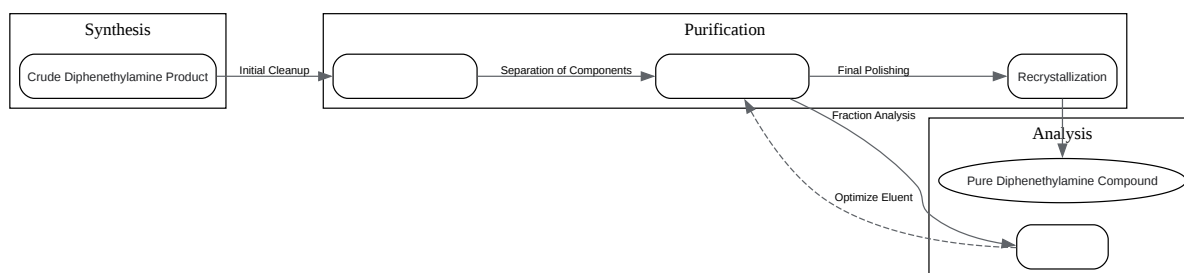 Synthesis
Purification
Crude Diphenethylamine Product
Initial Cleanup
Separation of Components
Final Polishing
Recrystallization
Fraction Analysis
Analysis
Pure Diphenethylamine Compound
Optimize Eluent